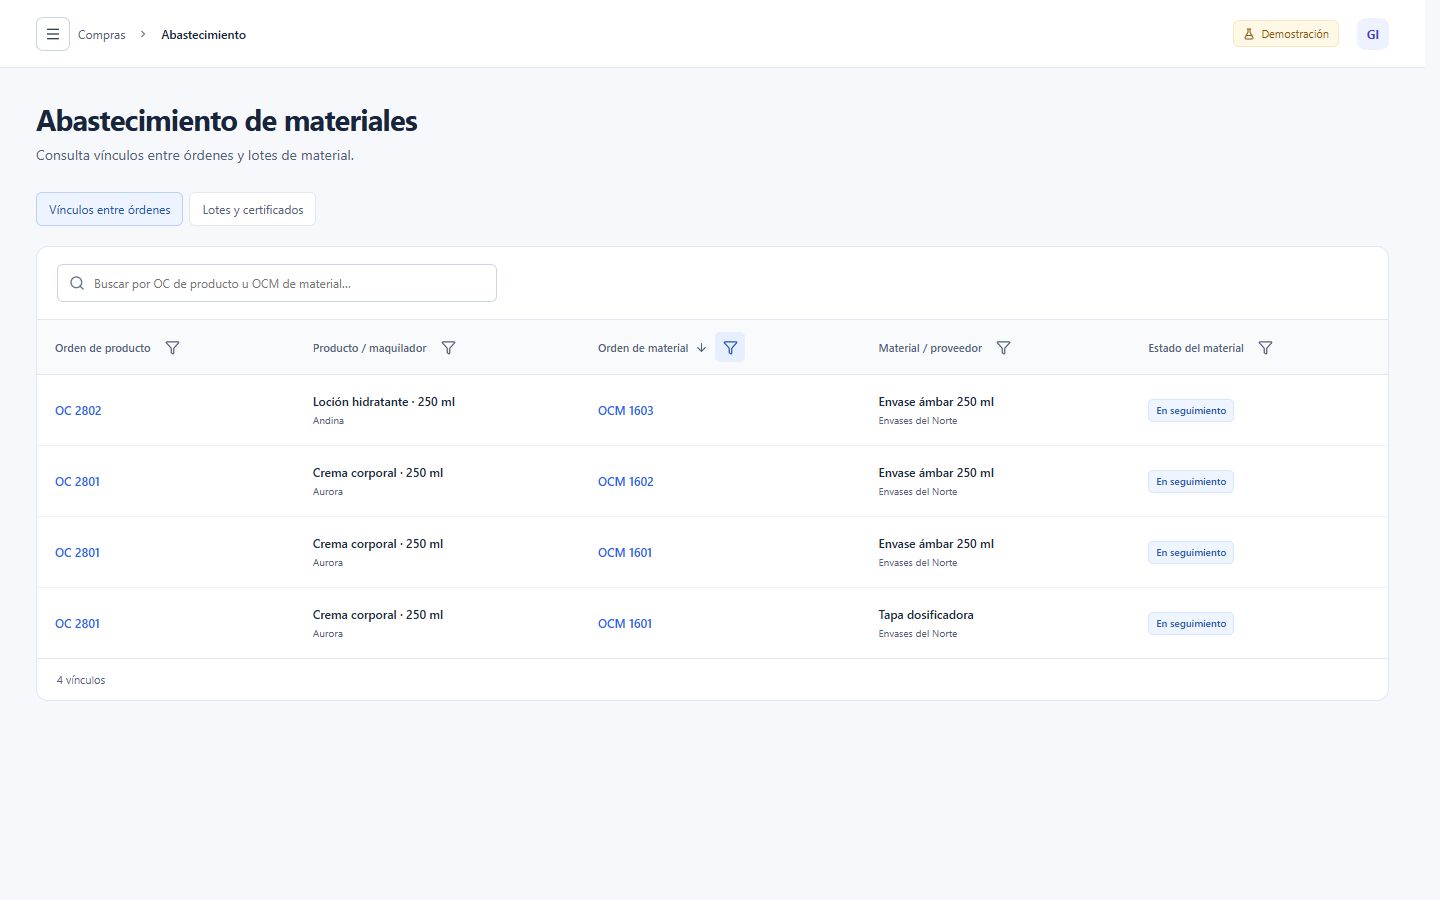 Compras > Abastecimiento
Demostración
GI
Abastecimiento de materiales
Consulta vínculos entre órdenes y lotes de material.
Vínculos entre órdenes
Lotes y certificados
Buscar por OC de producto u OCM de material...
Orden de producto Producto / maquilador Orden de material Material / proveedor Estado del material
OC 2802 Loción hidratante · 250 ml OCM 1603 Envase ámbar 250 ml En seguimiento
Andina Envases del Norte
OC 2801 Crema corporal · 250 ml OCM 1602 Envase ámbar 250 ml En seguimiento
Aurora Envases del Norte
OC 2801 Crema corporal · 250 ml OCM 1601 Envase ámbar 250 ml En seguimiento
Aurora Envases del Norte
OC 2801 Crema corporal · 250 ml OCM 1601 Tapa dosificadora En seguimiento
Aurora Envases del Norte
4 vínculos